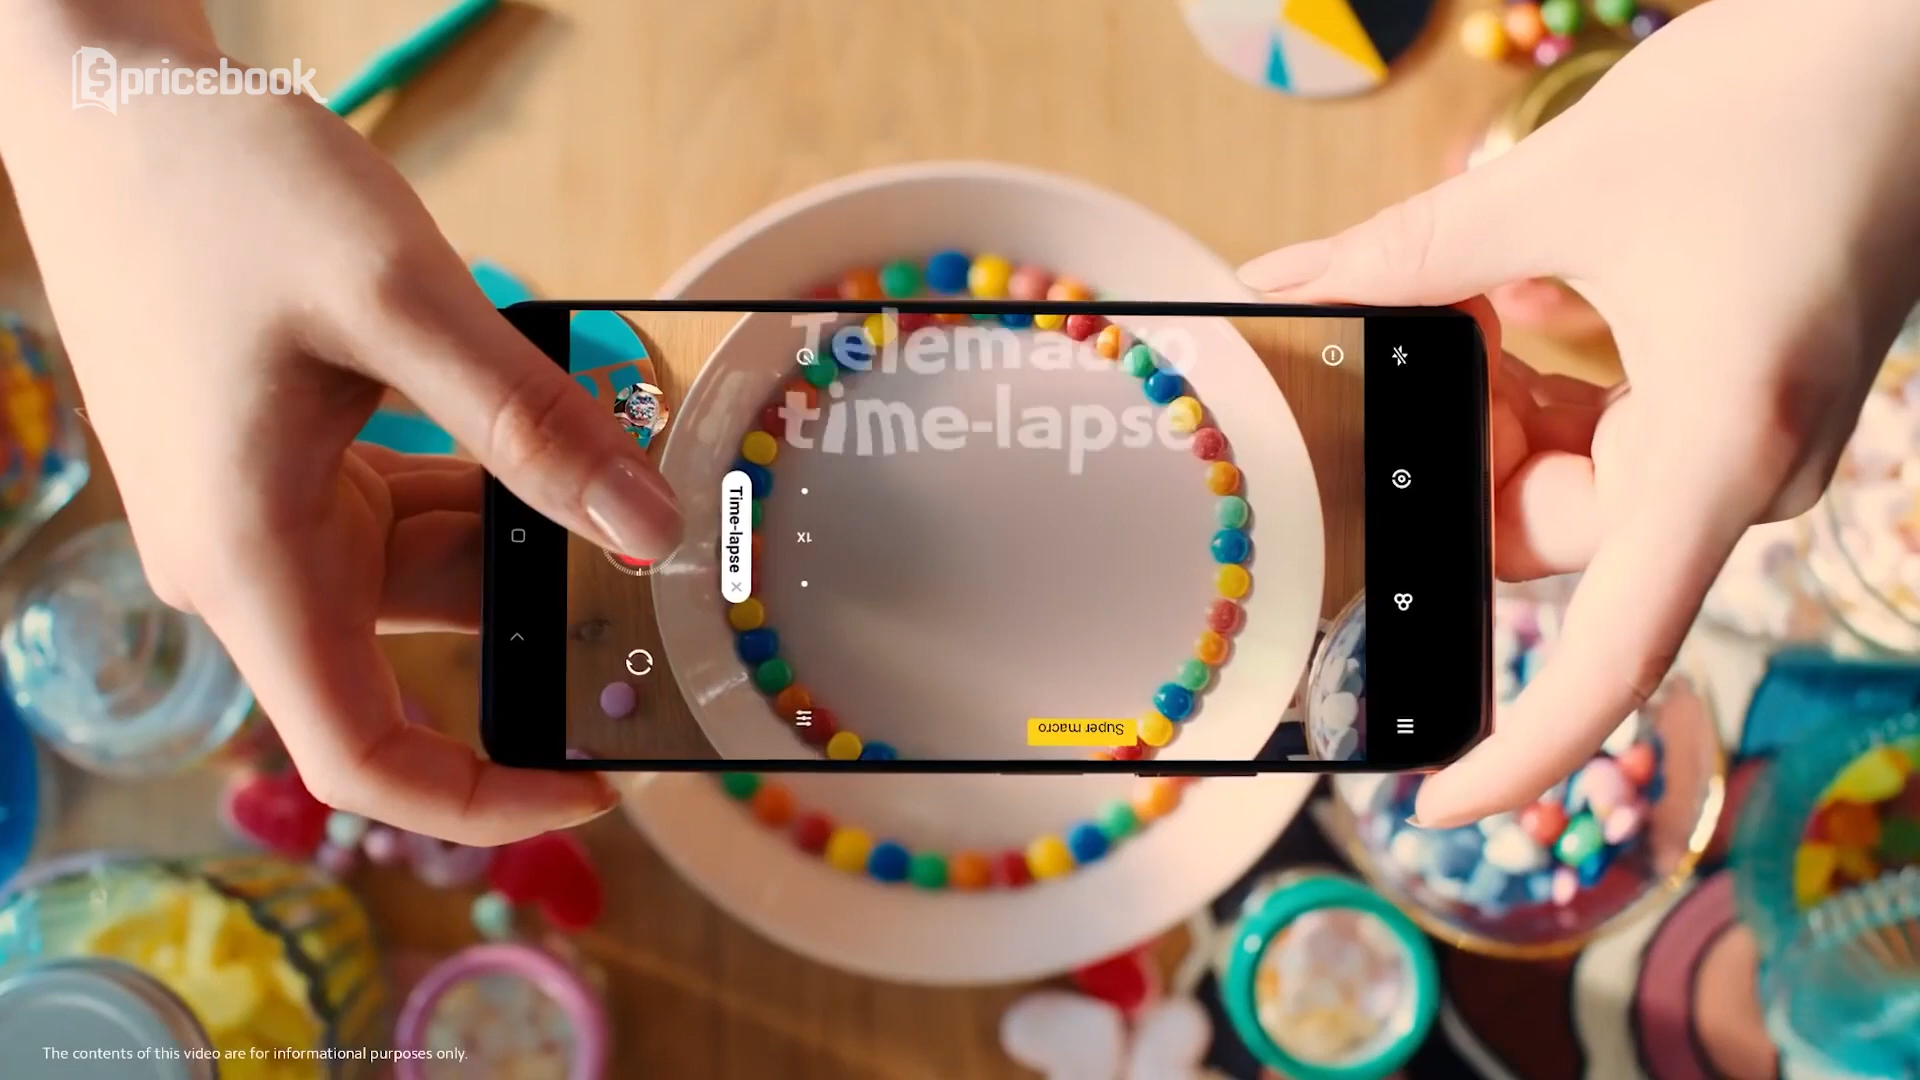 pricebook
Telemacro
time-lapse
Time-lapse
1X
Super macro
The contents of this video are for informational purposes only.